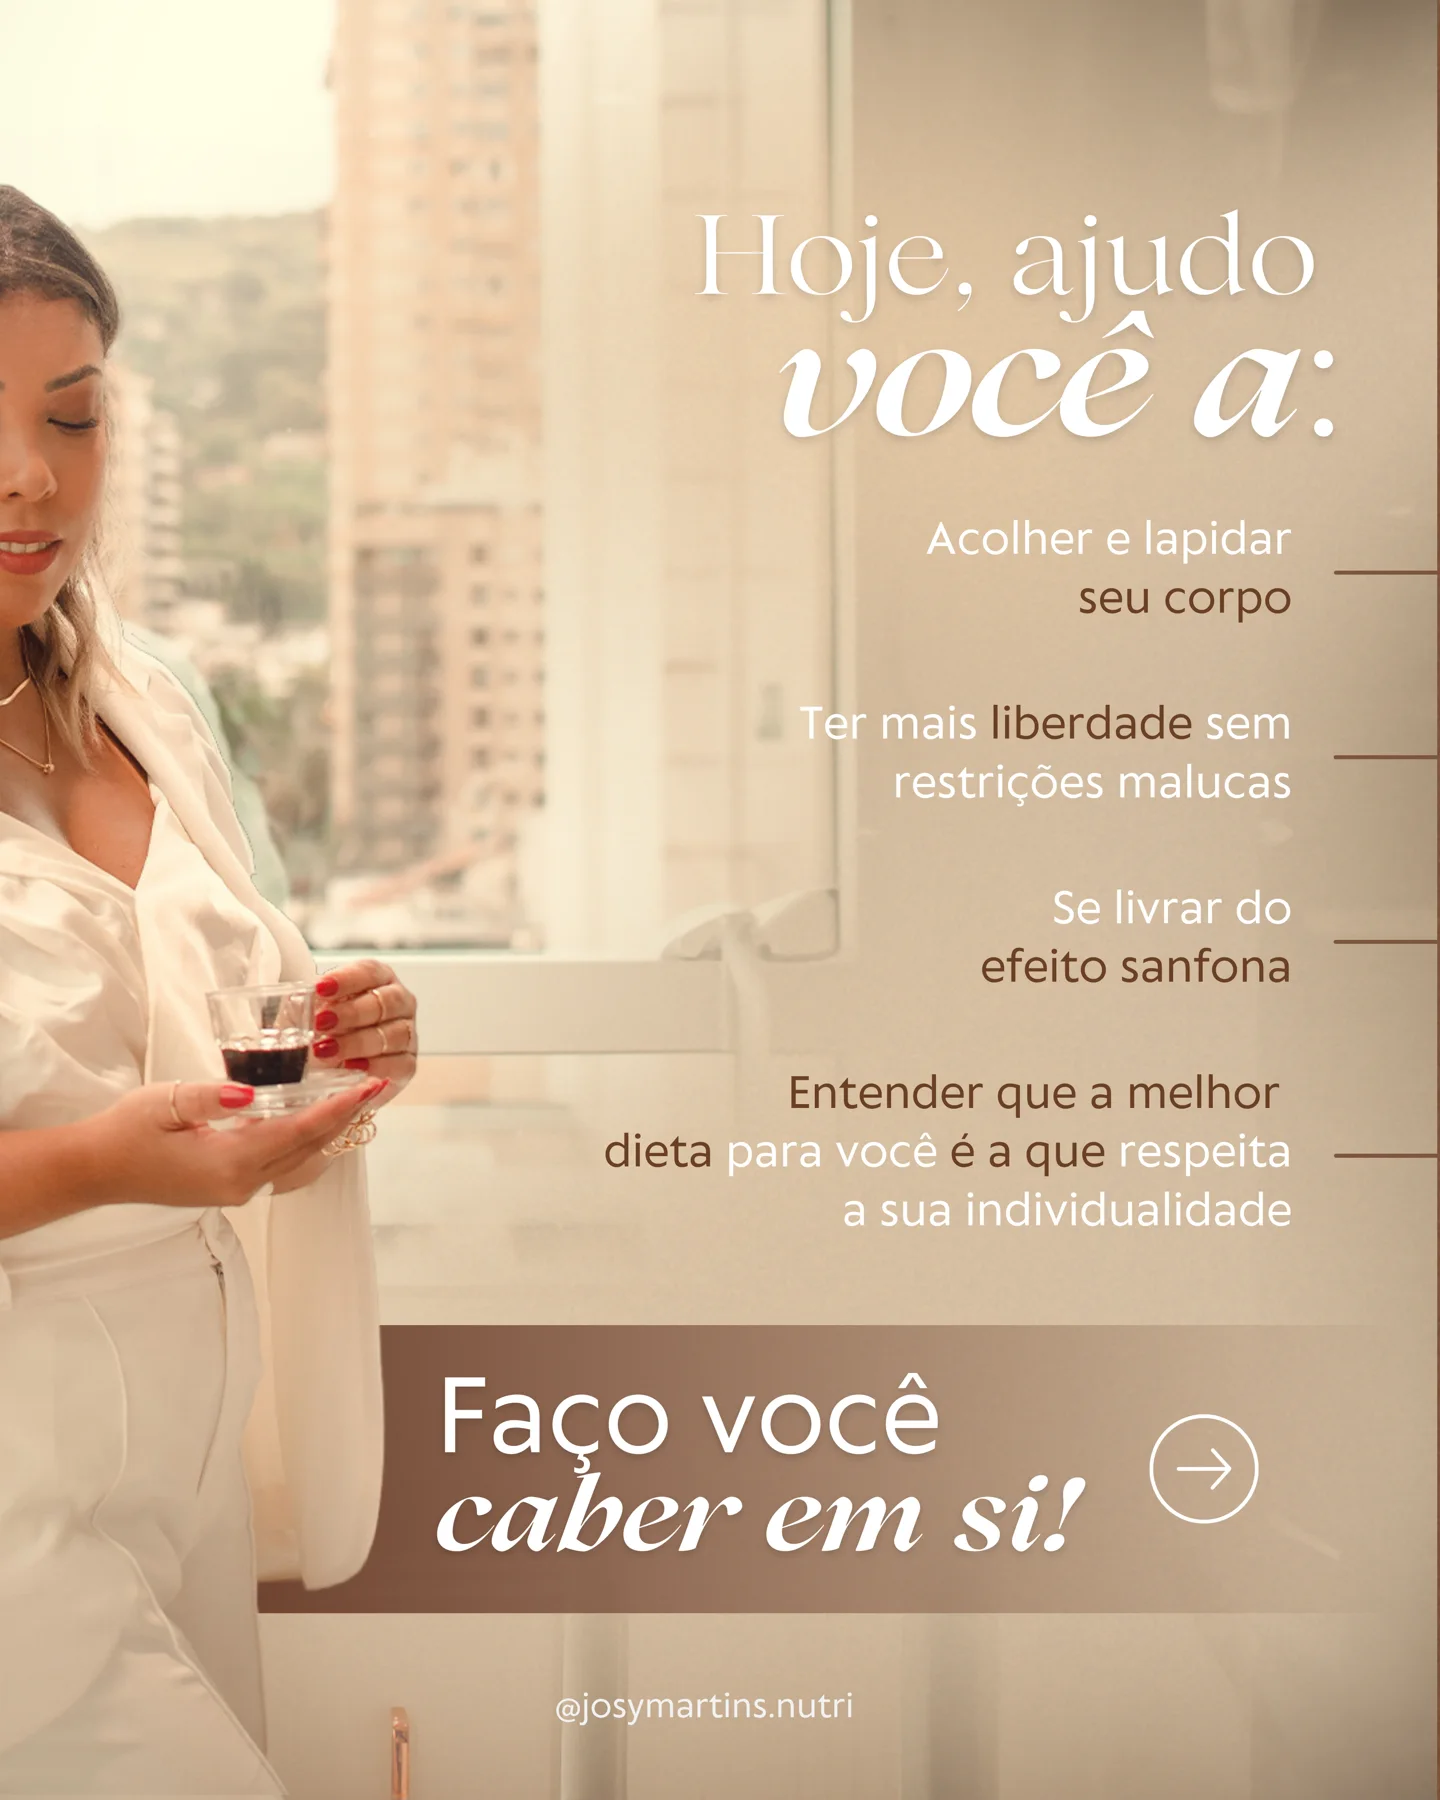 Hoje, ajudo
você a:
Acolher e lapidar
seu corpo
Ter mais liberdade sem
restrições malucas
Se livrar do
efeito sanfona
Entender que a melhor
dieta para você é a que respeita
a sua individualidade
Faço você
caber em si!
@josymartins.nutri